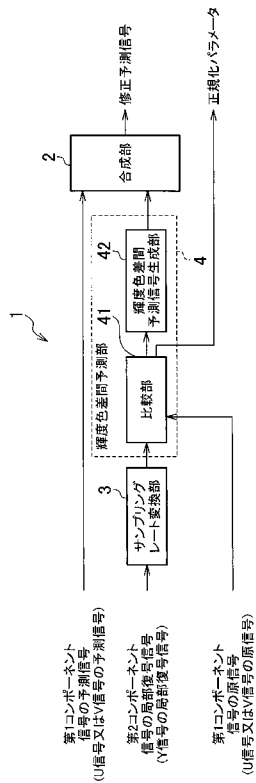 1
第1コンポーネント
信号の予測信号
(U信号又はV信号の予測信号)
2
合成部
修正予測信号
輝度色差間予測部
41
42
第2コンポーネント
信号の局部復号信号
(Y信号の局部復号信号)
3
サンプリング
レート変換部
比較部
輝度色差間
予測信号生成部
4
第1コンポーネント
信号の原信号
(U信号又はV信号の原信号)
正規化パラメータ